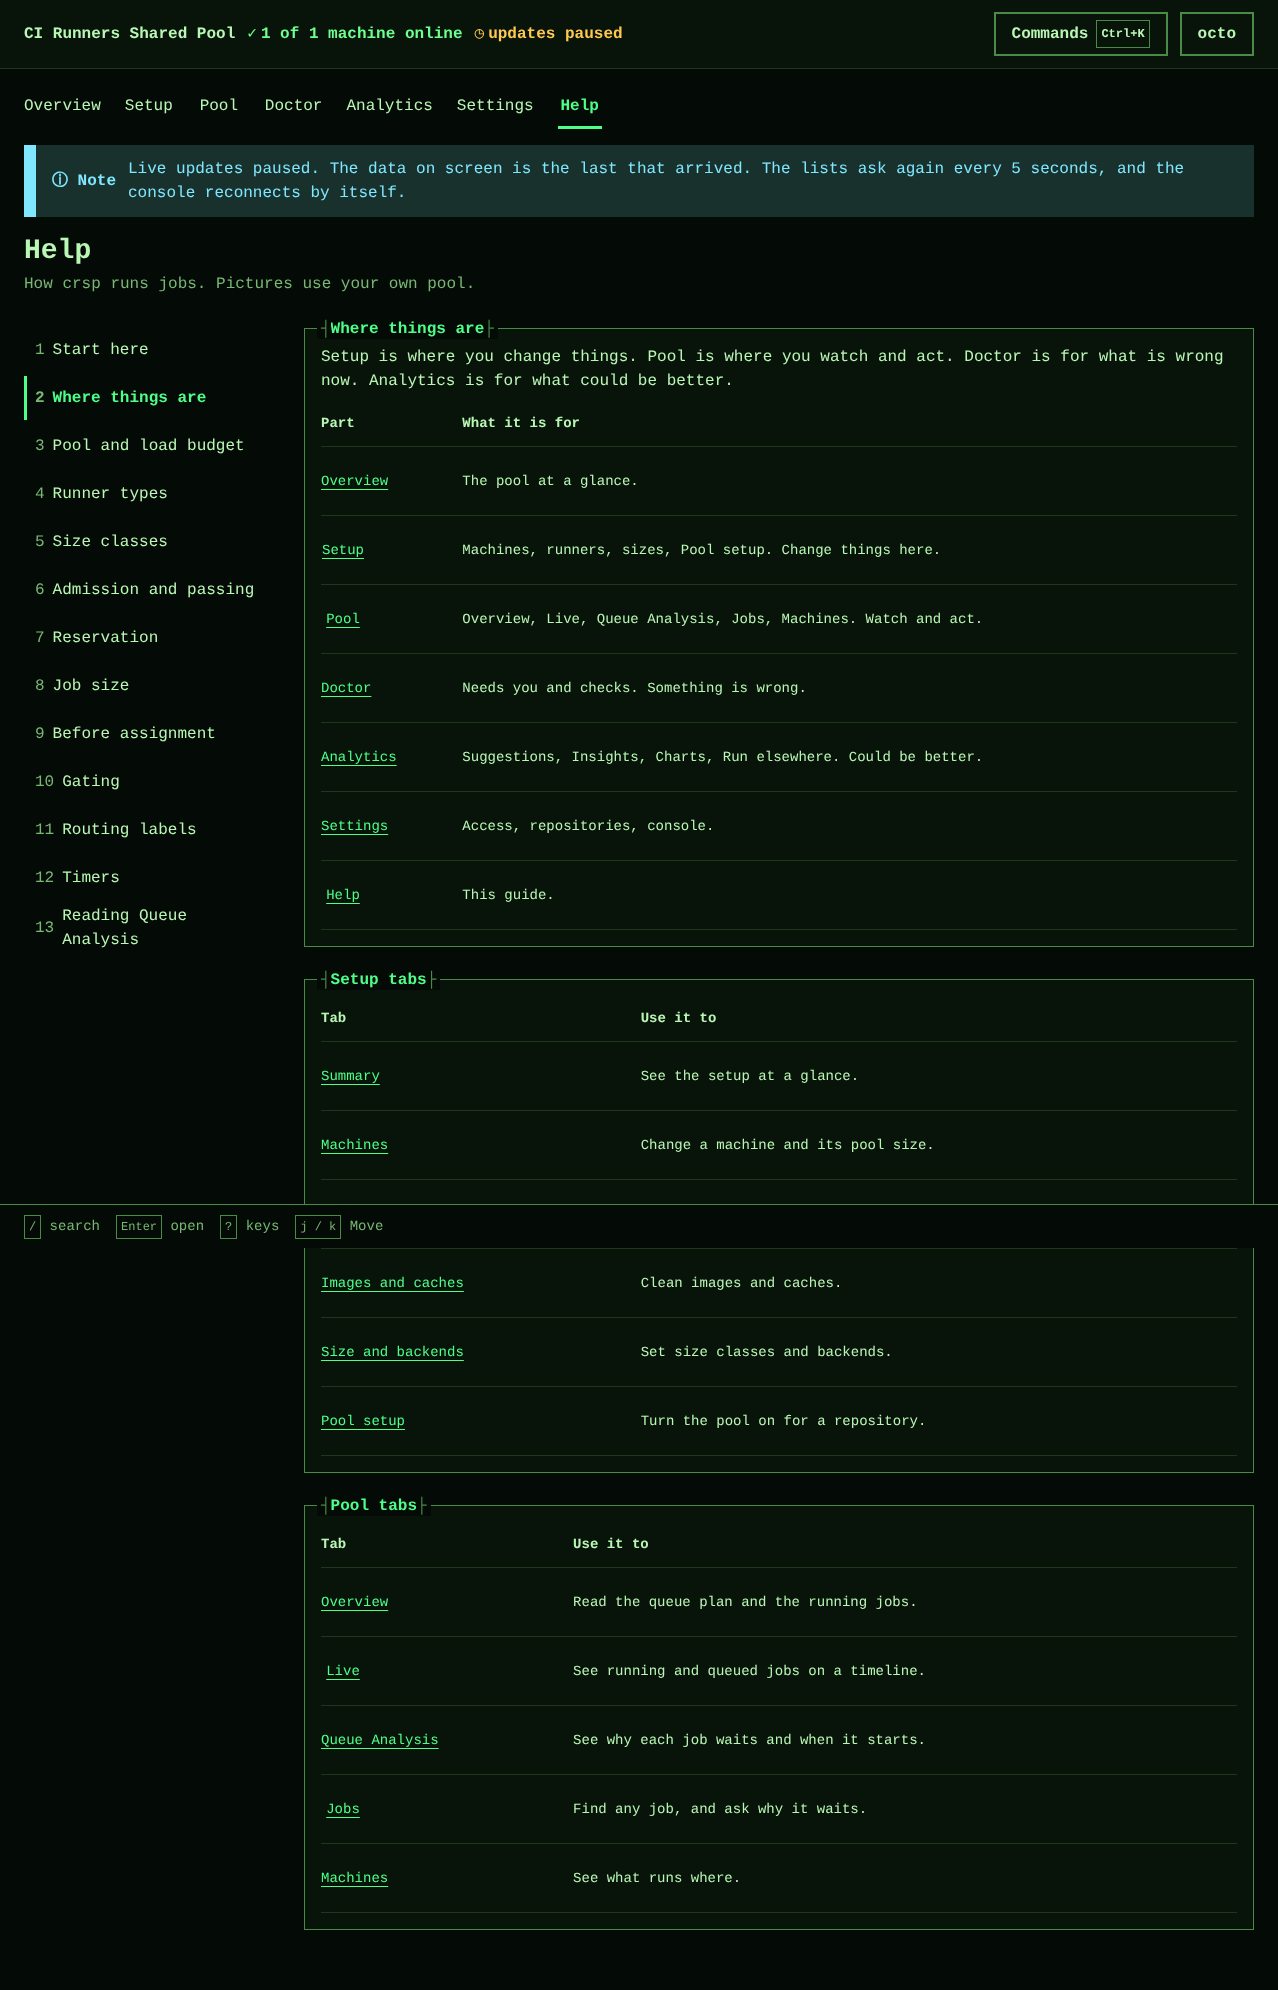 CI Runners Shared Pool ✓ 1 of 1 machine online ◷ updates paused
Commands Ctrl+K
octo
Overview Setup Pool Doctor Analytics Settings Help
ⓘ Note
Live updates paused. The data on screen is the last that arrived. The lists ask again every 5 seconds, and the
console reconnects by itself.
Help
How crsp runs jobs. Pictures use your own pool.
1 Start here
2 Where things are
3 Pool and load budget
4 Runner types
5 Size classes
6 Admission and passing
7 Reservation
8 Job size
9 Before assignment
10 Gating
11 Routing labels
12 Timers
13 Reading Queue
Analysis
Where things are
Setup is where you change things. Pool is where you watch and act. Doctor is for what is wrong
now. Analytics is for what could be better.
Part What it is for
Overview The pool at a glance.
Setup Machines, runners, sizes, Pool setup. Change things here.
Pool Overview, Live, Queue Analysis, Jobs, Machines. Watch and act.
Doctor Needs you and checks. Something is wrong.
Analytics Suggestions, Insights, Charts, Run elsewhere. Could be better.
Settings Access, repositories, console.
Help This guide.
Setup tabs
Tab Use it to
Summary See the setup at a glance.
Machines Change a machine and its pool size.
/ search Enter open ? keys j / k Move
Images and caches Clean images and caches.
Size and backends Set size classes and backends.
Pool setup Turn the pool on for a repository.
Pool tabs
Tab Use it to
Overview Read the queue plan and the running jobs.
Live See running and queued jobs on a timeline.
Queue Analysis See why each job waits and when it starts.
Jobs Find any job, and ask why it waits.
Machines See what runs where.